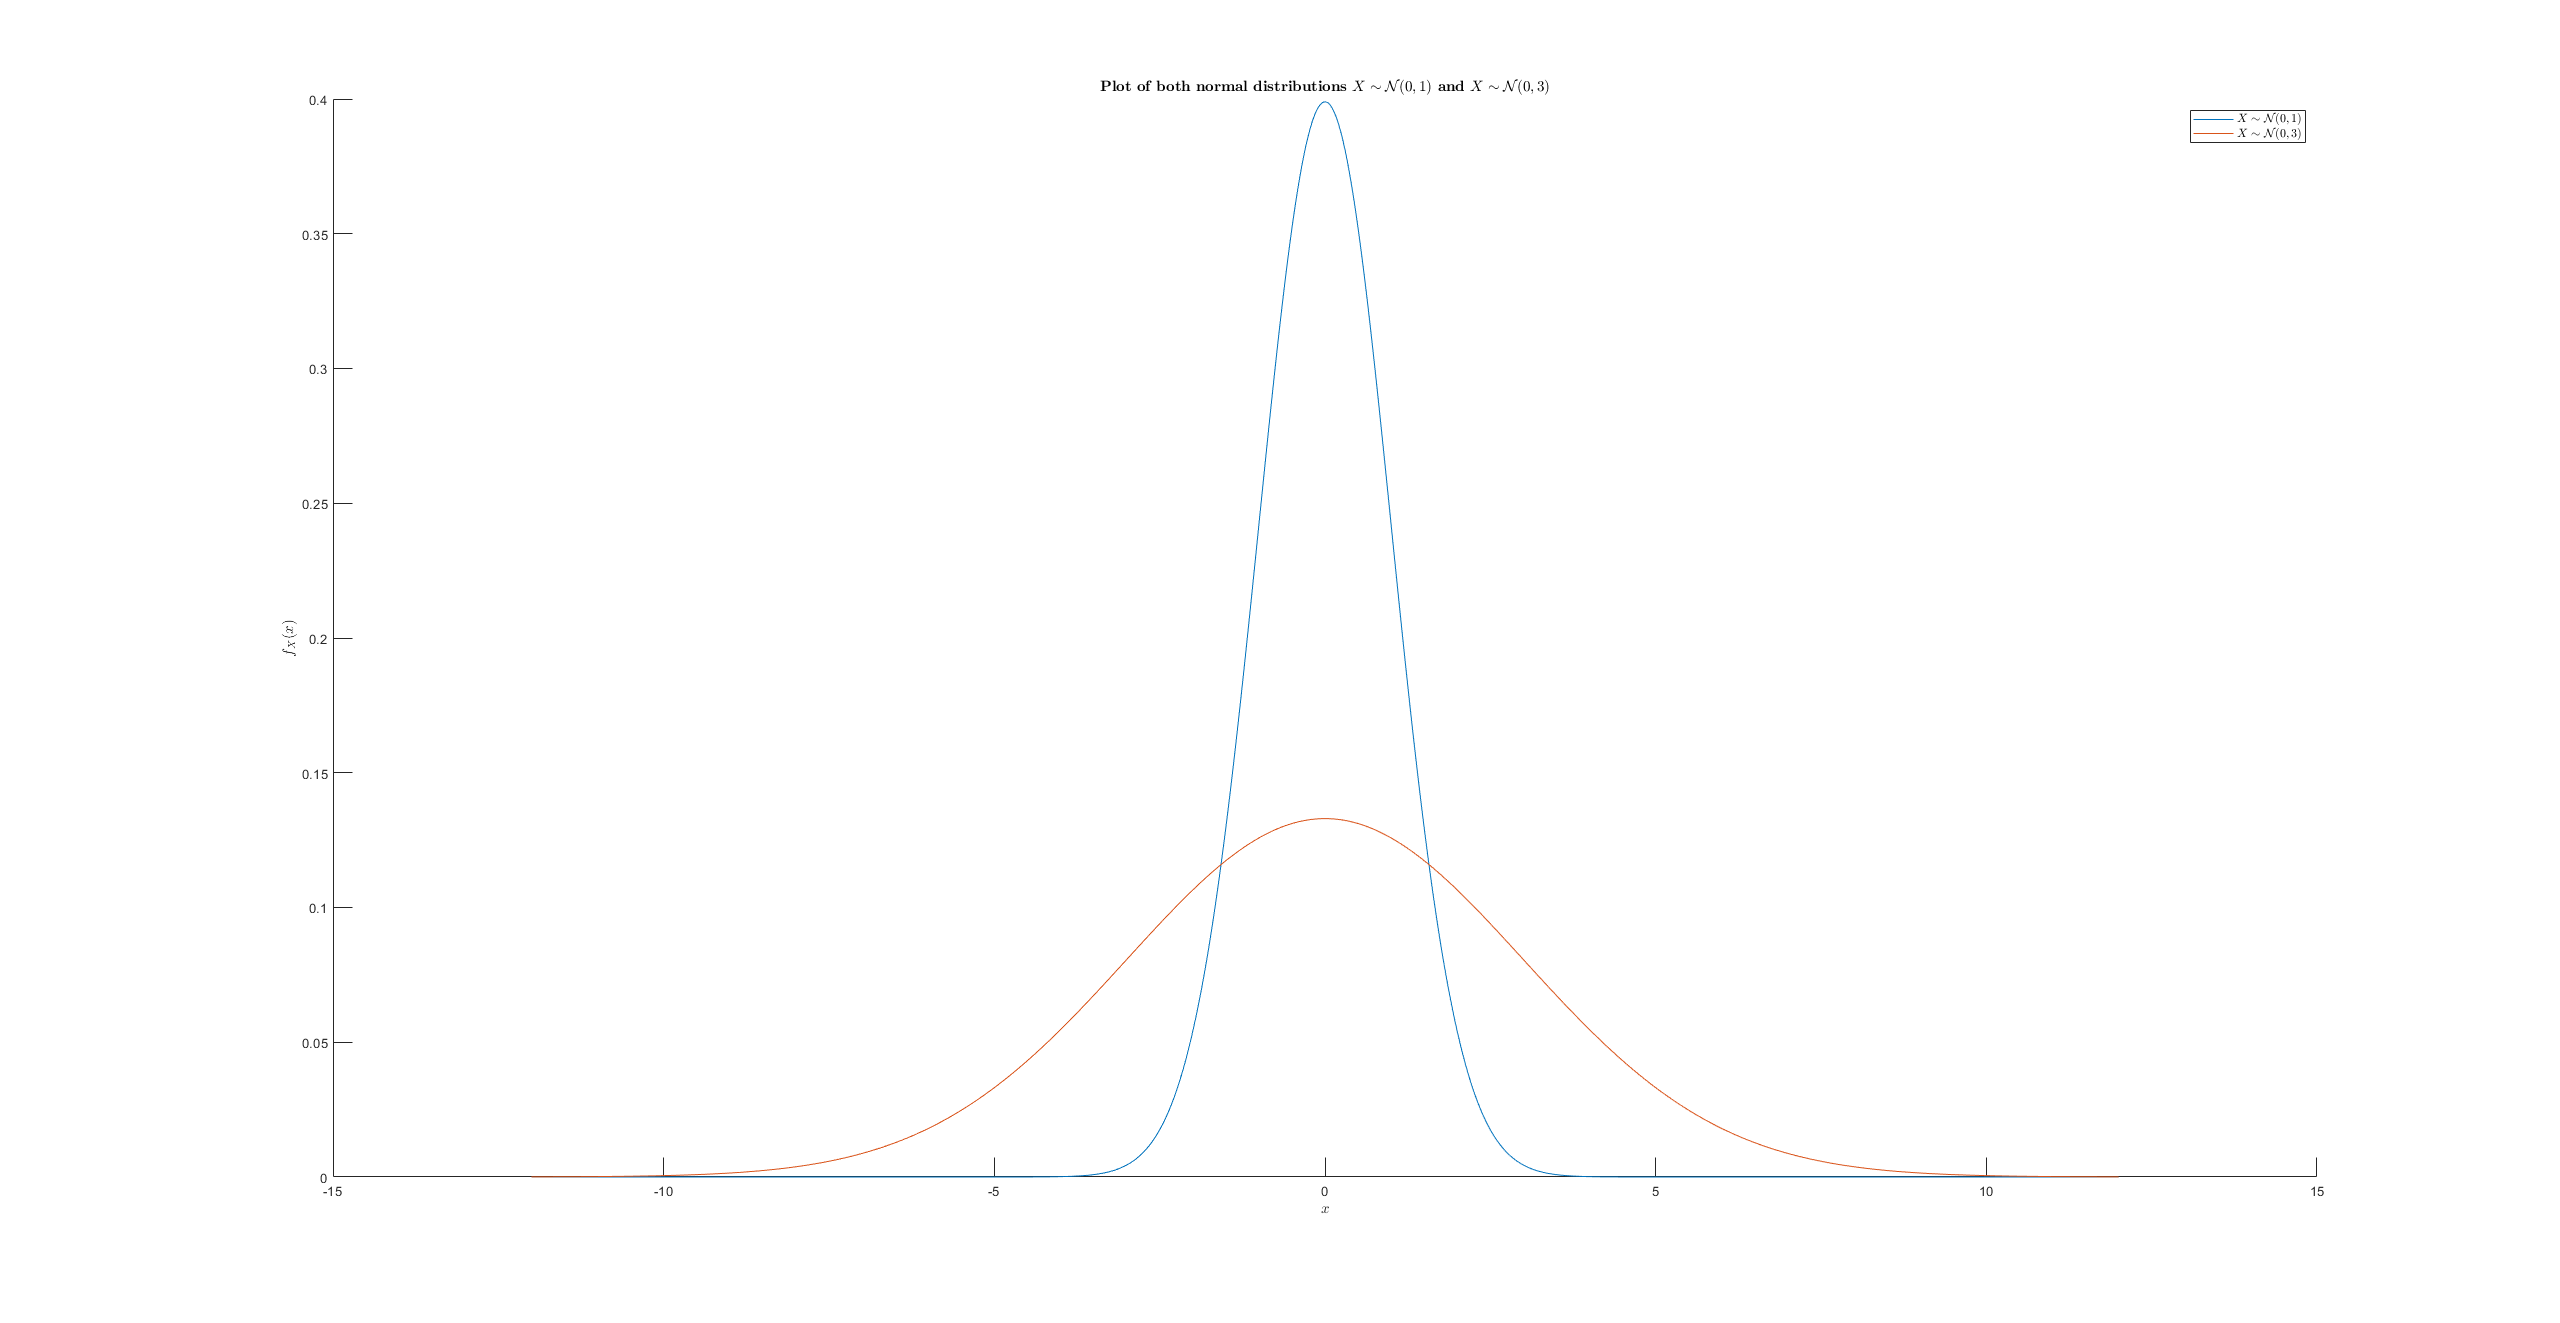 Plot of both normal distributions X ∼ 𝒩(0, 1) and X ∼ 𝒩(0, 3)
X ∼ 𝒩(0, 1)
X ∼ 𝒩(0, 3)
0.4
0.35
0.3
0.25
0.2
0.15
0.1
0.05
0
f_X(x)
-15 -10 -5 0 5 10 15
x